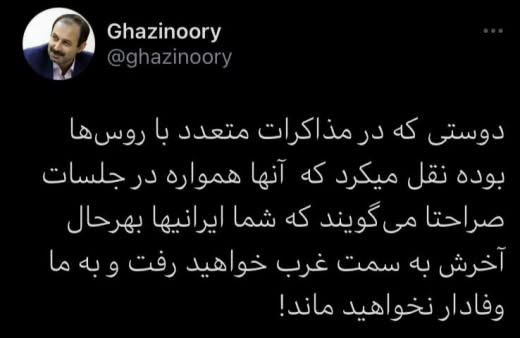 Ghazinoory
@ghazinoory
دوستی که در مذاکرات متعدد با روس‌ها
بوده نقل میکرد که آنها همواره در جلسات
صراحتا می‌گویند که شما ایرانیها بهرحال
آخرش به سمت غرب خواهید رفت و به ما
وفادار نخواهید ماند!